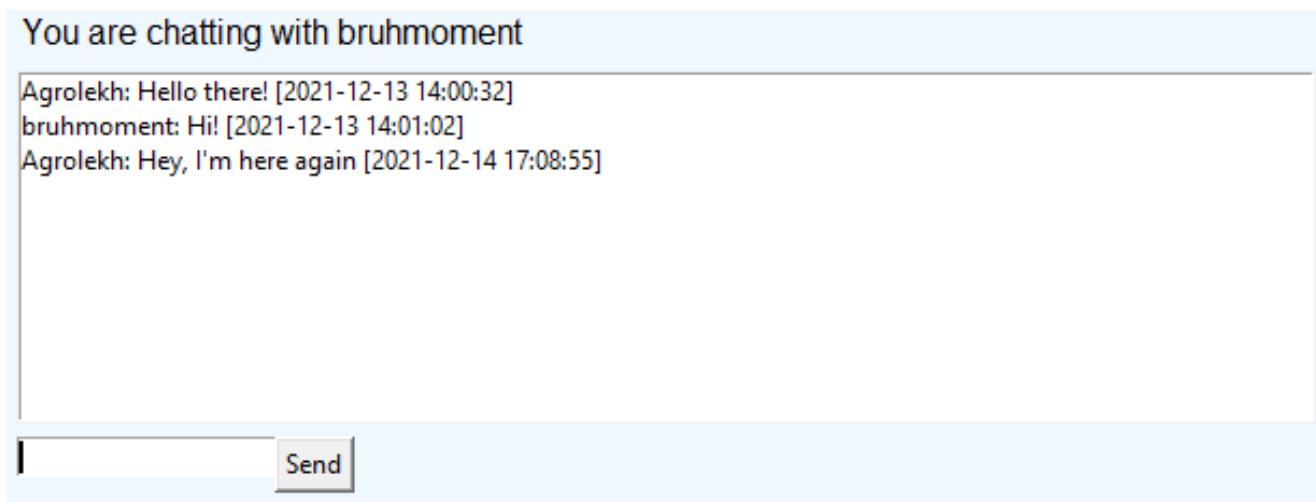 You are chatting with bruhmoment
Agrolekh: Hello there! [2021-12-13 14:00:32]
bruhmoment: Hi! [2021-12-13 14:01:02]
Agrolekh: Hey, I'm here again [2021-12-14 17:08:55]
Send